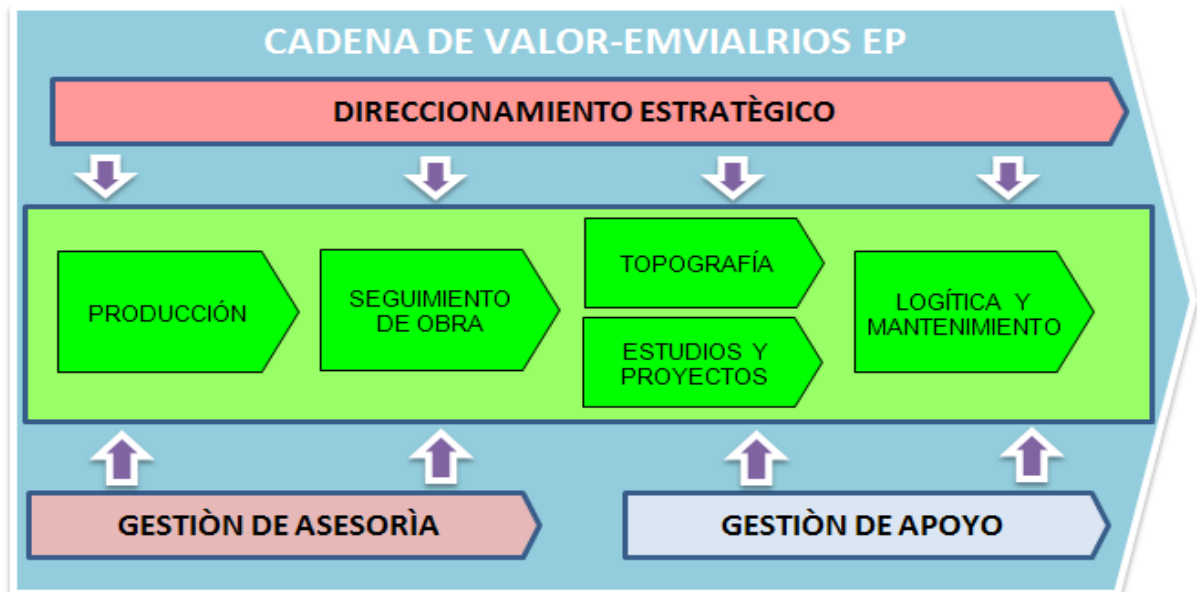 CADENA DE VALOR-EMVIALRIOS EP
DIRECCIONAMIENTO ESTRATÈGICO
PRODUCCIÓN
SEGUIMIENTO
DE OBRA
TOPOGRAFÍA
ESTUDIOS Y
PROYECTOS
LOGÍTICA Y
MANTENIMIENTO
GESTIÒN DE ASESORÌA
GESTIÒN DE APOYO